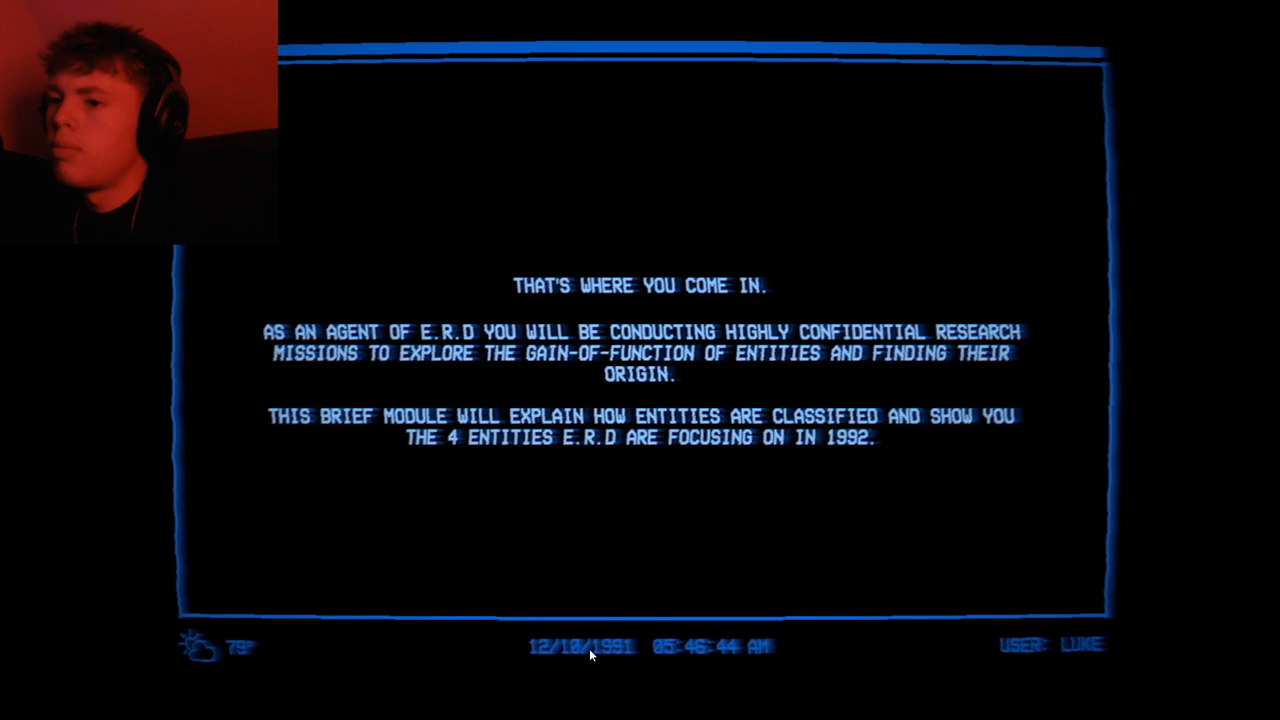 THAT'S WHERE YOU COME IN.
AS AN AGENT OF E.R.D YOU WILL BE CONDUCTING HIGHLY CONFIDENTIAL RESEARCH
MISSIONS TO EXPLORE THE GAIN-OF-FUNCTION OF ENTITIES AND FINDING THEIR
ORIGIN.
THIS BRIEF MODULE WILL EXPLAIN HOW ENTITIES ARE CLASSIFIED AND SHOW YOU
THE 4 ENTITIES E.R.D ARE FOCUSING ON IN 1992.
79° 12/10/1991 05:46:44 AM USER: LUKE